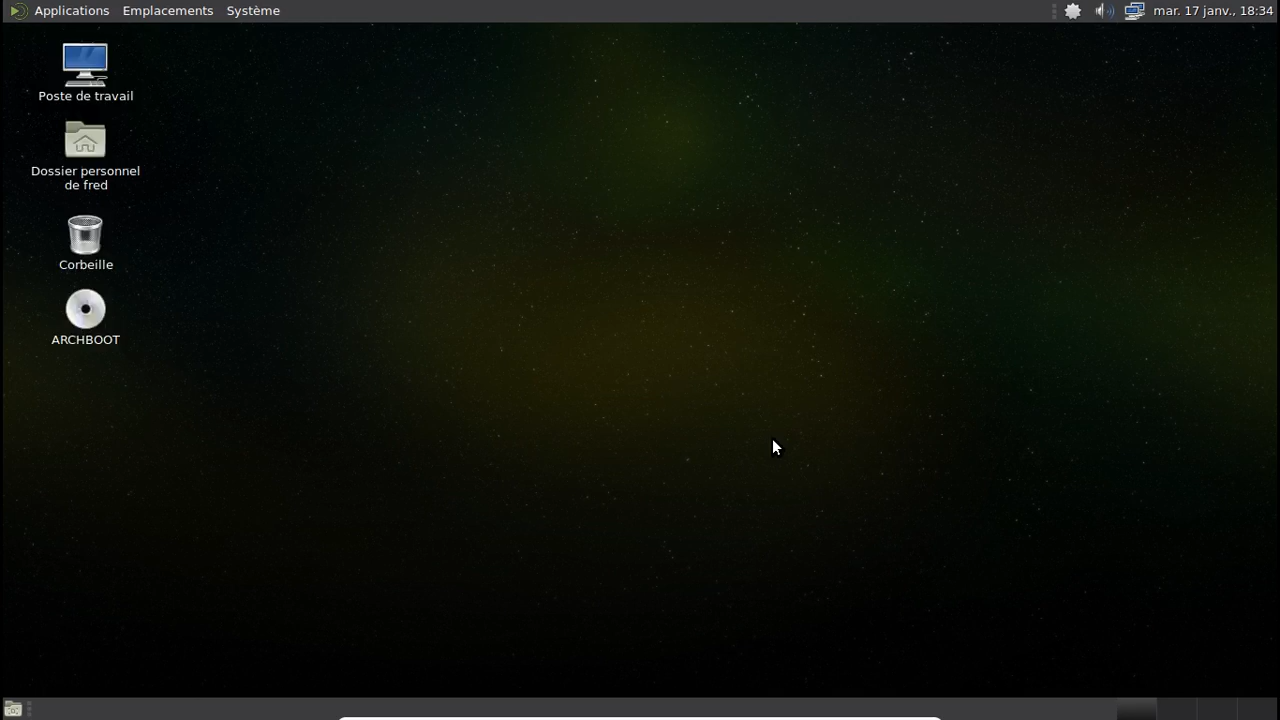 Applications Emplacements Système mar. 17 janv., 18:34
Poste de travail
Dossier personnel
de fred
Corbeille
ARCHBOOT